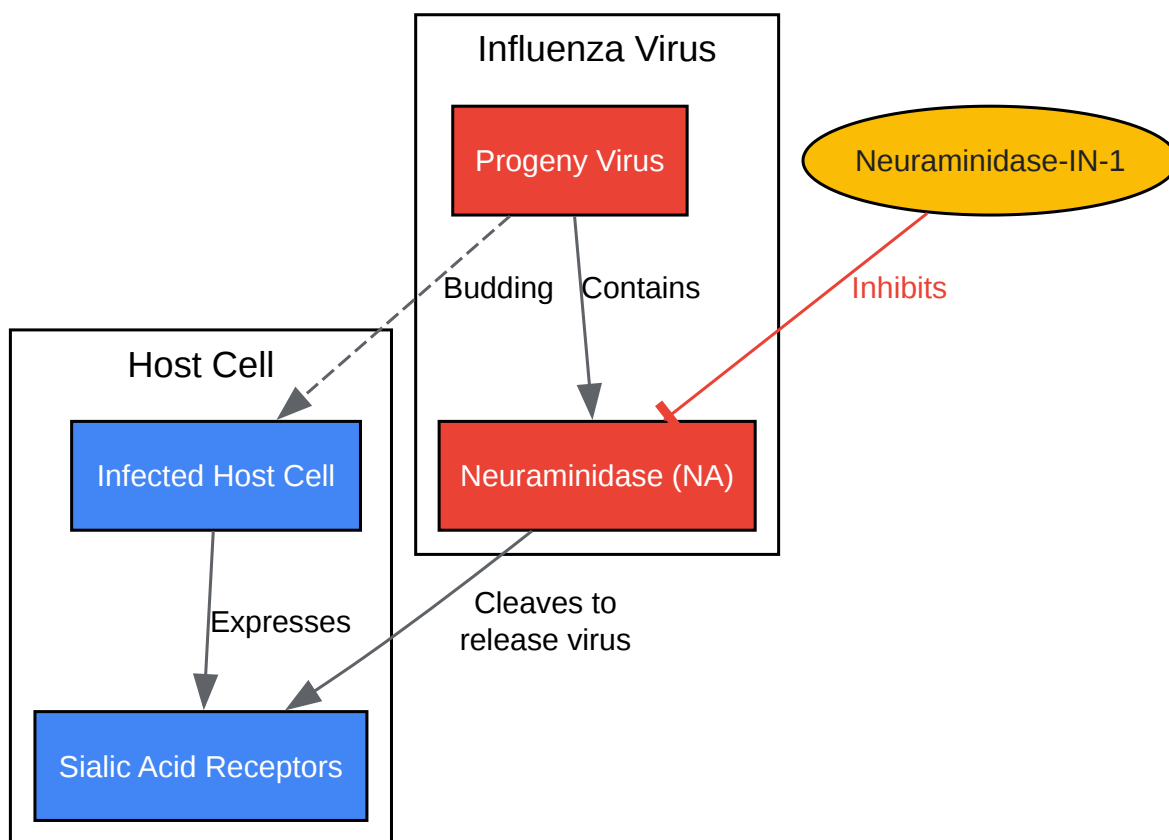 Influenza Virus
Progeny Virus
Neuraminidase-IN-1
Budding
Contains
Inhibits
Host Cell
Infected Host Cell
Neuraminidase (NA)
Expresses
Cleaves to
release virus
Sialic Acid Receptors